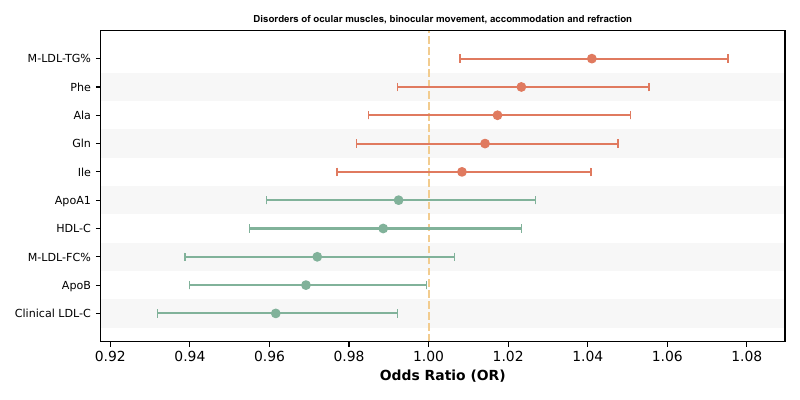 Disorders of ocular muscles, binocular movement, accommodation and refraction
M-LDL-TG%
Phe
Ala
Gln
Ile
ApoA1
HDL-C
M-LDL-FC%
ApoB
Clinical LDL-C
0.92 0.94 0.96 0.98 1.00 1.02 1.04 1.06 1.08
Odds Ratio (OR)